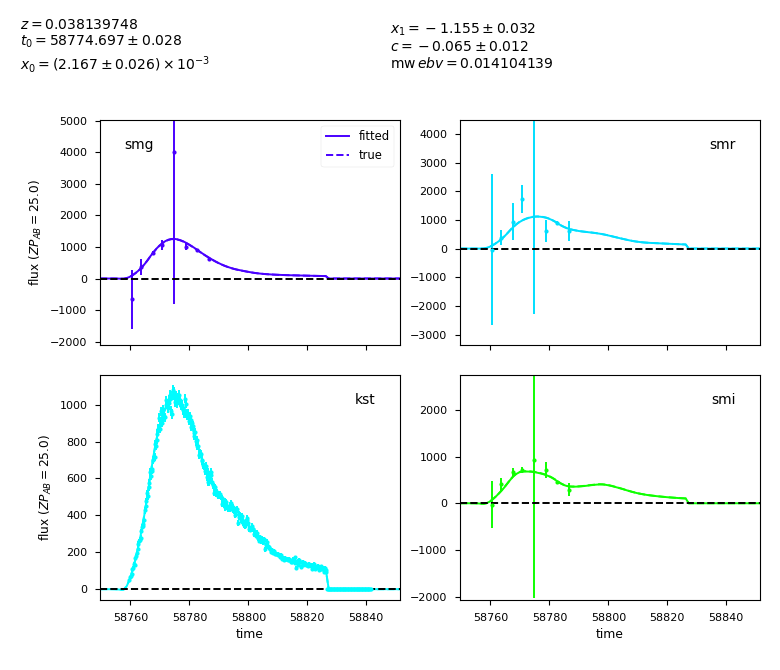 z = 0.038139748
t₀ = 58774.697 ± 0.028
x₀ = (2.167 ± 0.026) × 10⁻³
x₁ = −1.155 ± 0.032
c = −0.065 ± 0.012
mw ebv = 0.014104139
smg
fitted
true
5000
4000
3000
2000
1000
0
−1000
−2000
flux (ZP_AB = 25.0)
smr
4000
3000
2000
1000
0
−1000
−2000
−3000
kst
1000
800
600
400
200
0
flux (ZP_AB = 25.0)
58760 58780 58800 58820 58840
time
smi
2000
1000
0
−1000
−2000
58760 58780 58800 58820 58840
time